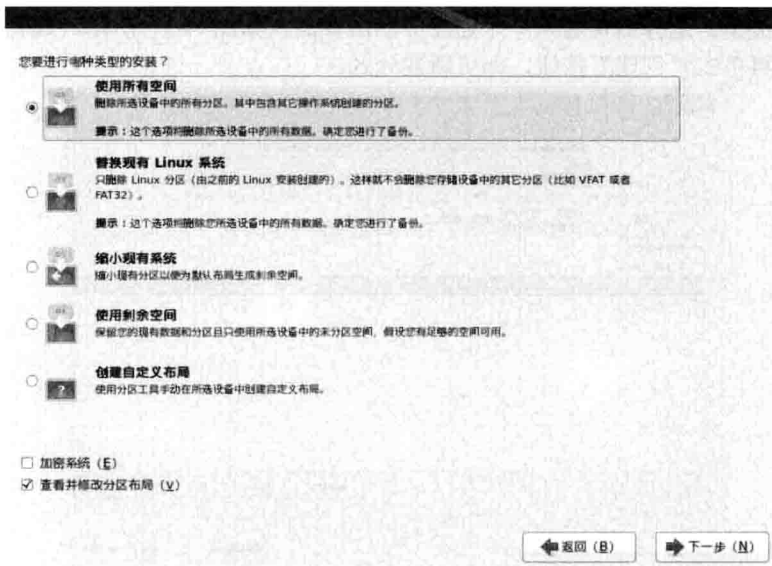 您要进行哪种类型的安装？
使用所有空间
删除所选设备中的所有分区。其中包含其它操作系统创建的分区。
提示：这个选项将删除所选设备中的所有数据。确定您进行了备份。
替换现有 Linux 系统
只删除 Linux 分区（由之前的 Linux 安装创建的）。这样就不会删除您存储设备中的其它分区（比如 VFAT 或者
FAT32）。
提示：这个选项将删除您所选设备中的所有数据。确定您进行了备份。
缩小现有系统
缩小现有分区以便为默认布局生成剩余空间。
使用剩余空间
保留您的现有数据和分区且只使用所选设备中的未分区空间，假设您有足够的空间可用。
创建自定义布局
?
使用分区工具手动在所选设备中创建自定义布局。
加密系统（E）
查看并修改分区布局（V）
返回（B）
下一步（N）